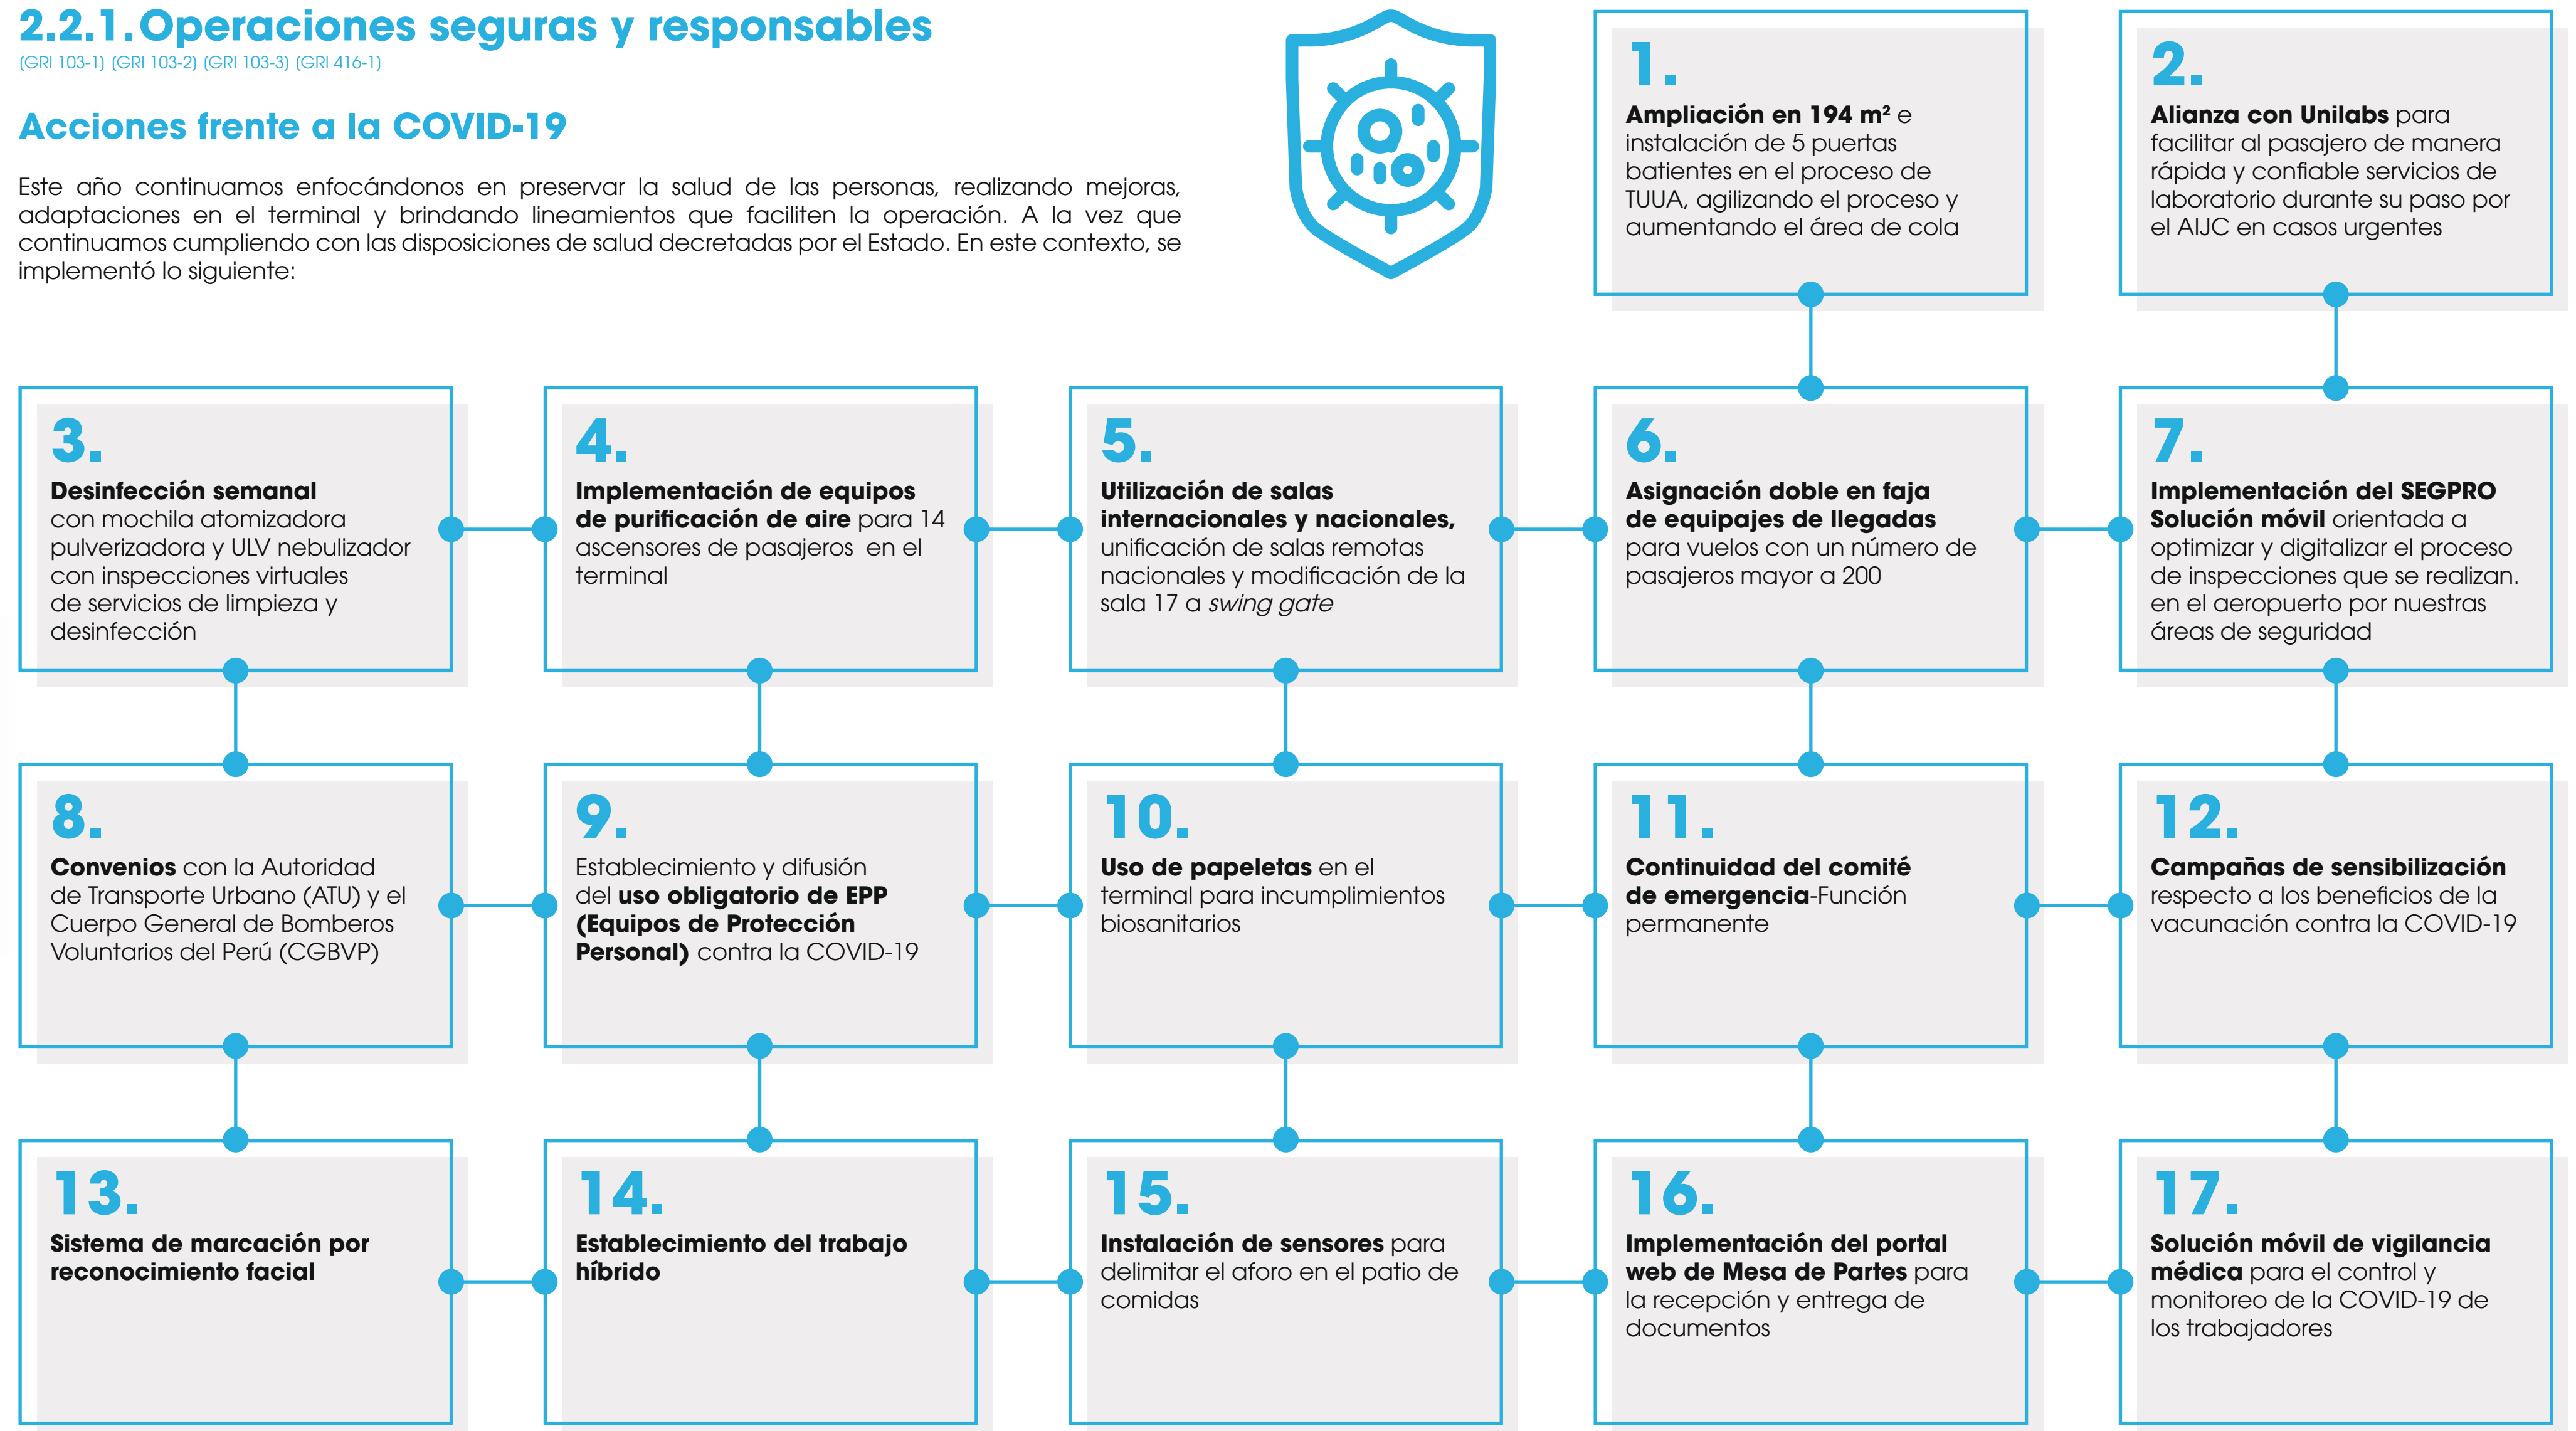 2.2.1. Operaciones seguras y responsables
(GRI 103-1) (GRI 103-2) (GRI 103-3) (GRI 416-1)
Acciones frente a la COVID-19
Este año continuamos enfocándonos en preservar la salud de las personas, realizando mejoras,
adaptaciones en el terminal y brindando lineamientos que faciliten la operación. A la vez que
continuamos cumpliendo con las disposiciones de salud decretadas por el Estado. En este contexto, se
implementó lo siguiente:
1.
Ampliación en 194 m² e
instalación de 5 puertas
batientes en el proceso de
TUUA, agilizando el proceso y
aumentando el área de cola
2.
Alianza con Unilabs para
facilitar al pasajero de manera
rápida y confiable servicios de
laboratorio durante su paso por
el AIJC en casos urgentes
3.
Desinfección semanal
con mochila atomizadora
pulverizadora y ULV nebulizador
con inspecciones virtuales
de servicios de limpieza y
desinfección
4.
Implementación de equipos
de purificación de aire para 14
ascensores de pasajeros en el
terminal
5.
Utilización de salas
internacionales y nacionales,
unificación de salas remotas
nacionales y modificación de la
sala 17 a swing gate
6.
Asignación doble en faja
de equipajes de llegadas
para vuelos con un número de
pasajeros mayor a 200
7.
Implementación del SEGPRO
Solución móvil orientada a
optimizar y digitalizar el proceso
de inspecciones que se realizan.
en el aeropuerto por nuestras
áreas de seguridad
8.
Convenios con la Autoridad
de Transporte Urbano (ATU) y el
Cuerpo General de Bomberos
Voluntarios del Perú (CGBVP)
9.
Establecimiento y difusión
del uso obligatorio de EPP
(Equipos de Protección
Personal) contra la COVID-19
10.
Uso de papeletas en el
terminal para incumplimientos
biosanitarios
11.
Continuidad del comité
de emergencia-Función
permanente
12.
Campañas de sensibilización
respecto a los beneficios de la
vacunación contra la COVID-19
13.
Sistema de marcación por
reconocimiento facial
14.
Establecimiento del trabajo
híbrido
15.
Instalación de sensores para
delimitar el aforo en el patio de
comidas
16.
Implementación del portal
web de Mesa de Partes para
la recepción y entrega de
documentos
17.
Solución móvil de vigilancia
médica para el control y
monitoreo de la COVID-19 de
los trabajadores